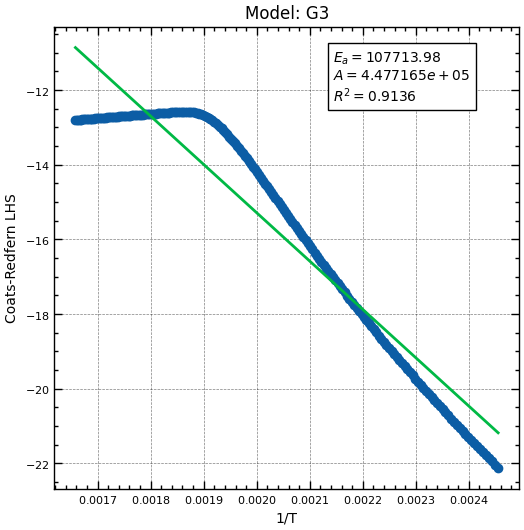 Model: G3
E_a = 107713.98
A = 4.477165e + 05
R² = 0.9136
Coats-Redfern LHS
−12
−14
−16
−18
−20
−22
0.0017 0.0018 0.0019 0.0020 0.0021 0.0022 0.0023 0.0024
1/T